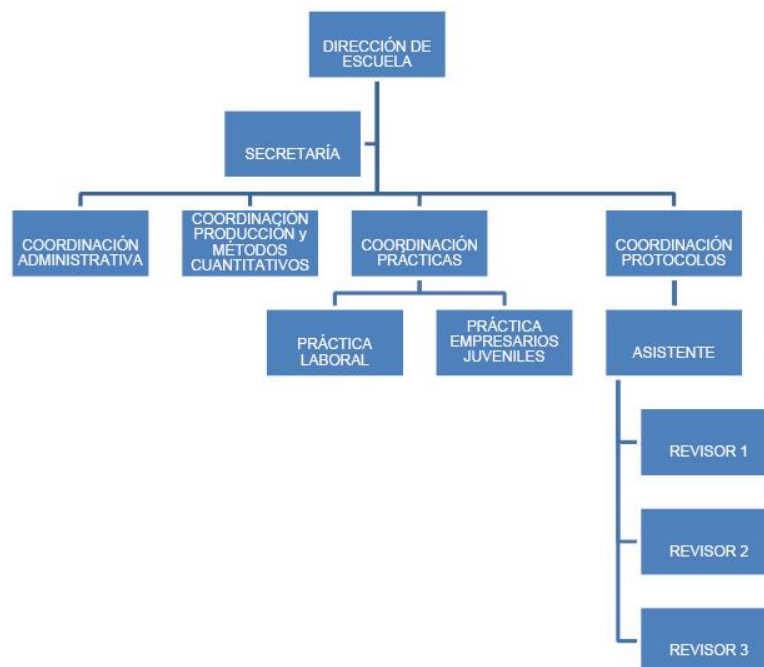 DIRECCIÓN DE
ESCUELA
SECRETARÍA
COORDINACIÓN
ADMINISTRATIVA
COORDINACIÓN
PRODUCCIÓN y
MÉTODOS
CUANTITATIVOS
COORDINACIÓN
PRÁCTICAS
COORDINACIÓN
PROTOCOLOS
PRÁCTICA
LABORAL
PRÁCTICA
EMPRESARIOS
JUVENILES
ASISTENTE
REVISOR 1
REVISOR 2
REVISOR 3